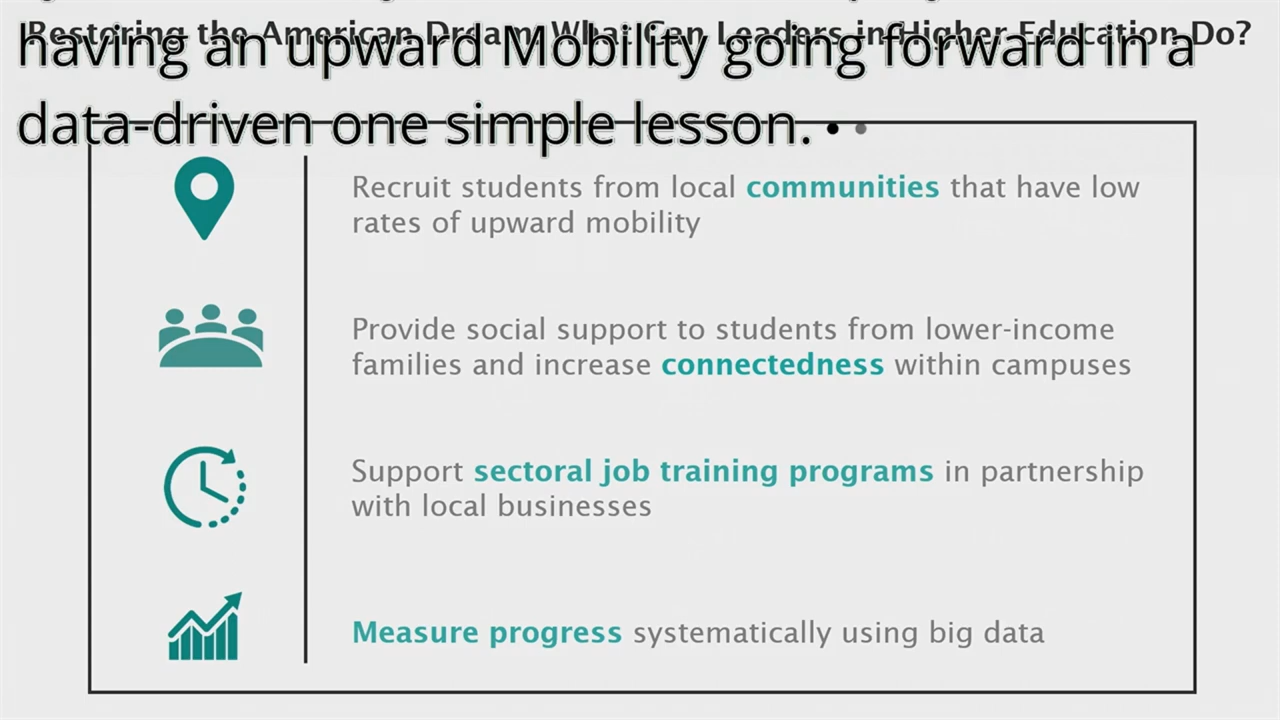 Restoring the American Dream: What Can Leaders in Higher Education Do?
having an upward Mobility going forward in a
data-driven one simple lesson.
Recruit students from local communities that have low
rates of upward mobility
Provide social support to students from lower-income
families and increase connectedness within campuses
Support sectoral job training programs in partnership
with local businesses
Measure progress systematically using big data